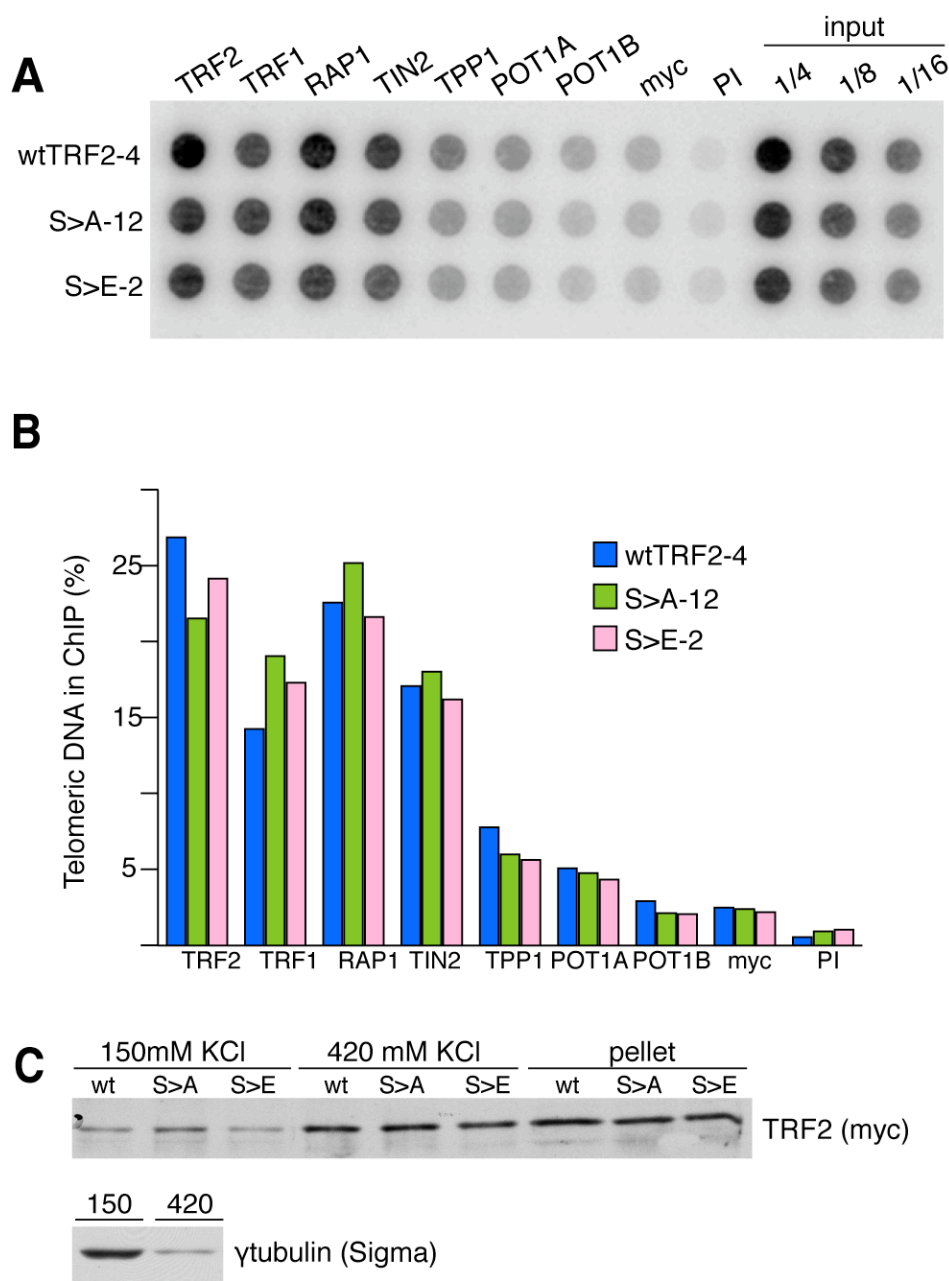 A
input
TRF2 TRF1 RAP1 TIN2 TPP1 POT1A POT1B myc PI 1/4 1/8 1/16
wtTRF2-4
S>A-12
S>E-2
B
Telomeric DNA in ChIP (%)
25
15
5
wtTRF2-4
S>A-12
S>E-2
TRF2 TRF1 RAP1 TIN2 TPP1 POT1A POT1B myc PI
C
150mM KCl 420 mM KCl pellet
wt S>A S>E wt S>A S>E wt S>A S>E
TRF2 (myc)
150 420
γtubulin (Sigma)